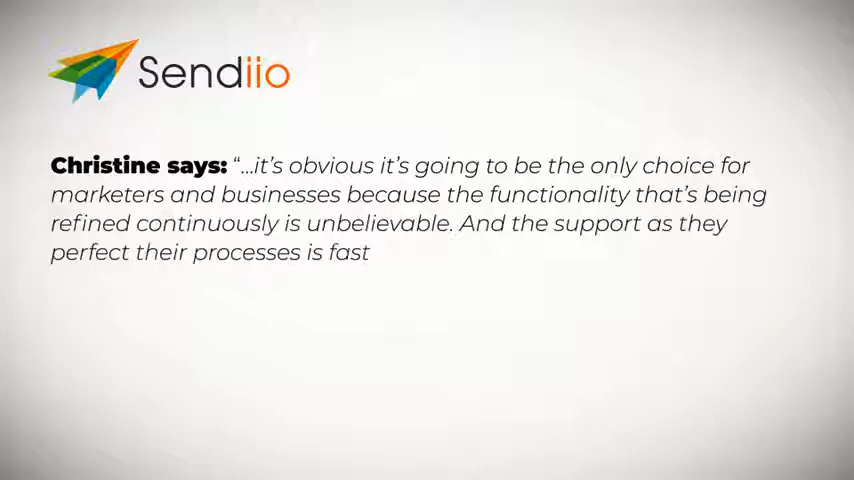 Sendiio
Christine says: “...it’s obvious it’s going to be the only choice for
marketers and businesses because the functionality that’s being
refined continuously is unbelievable. And the support as they
perfect their processes is fast